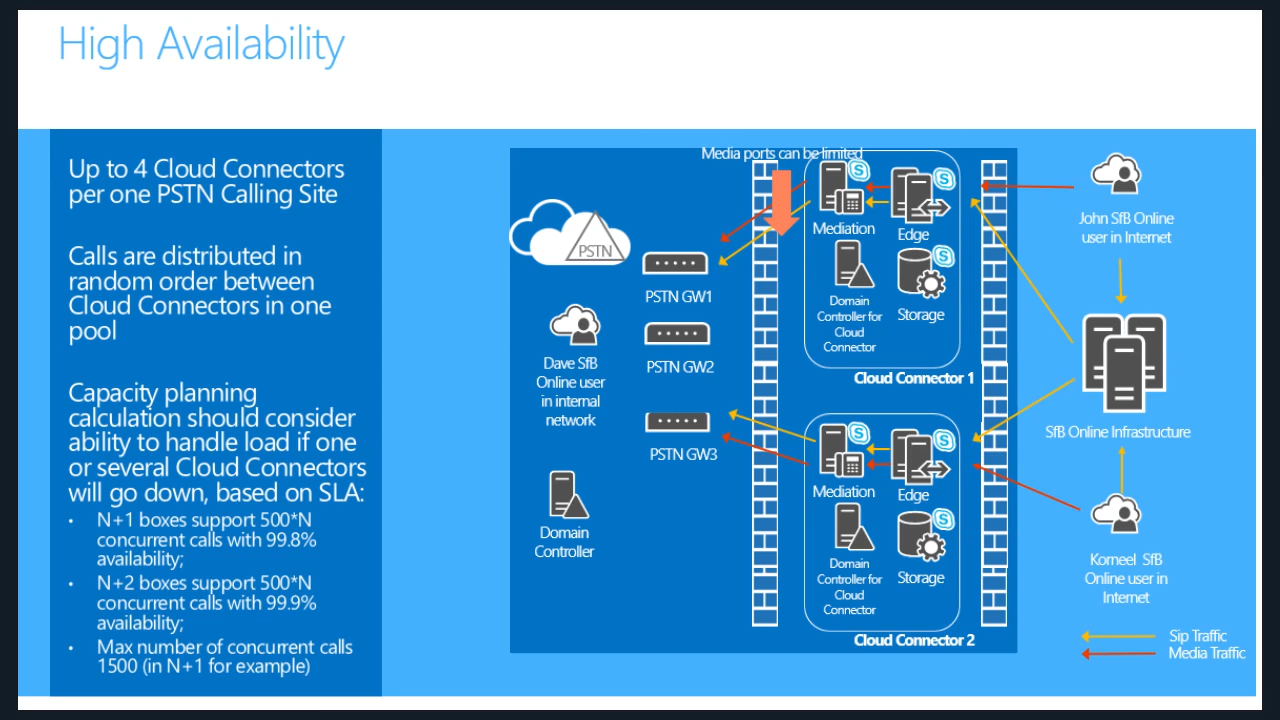 High Availability
Up to 4 Cloud Connectors
per one PSTN Calling Site
Calls are distributed in
random order between
Cloud Connectors in one
pool
Capacity planning
calculation should consider
ability to handle load if one
or several Cloud Connectors
will go down, based on SLA:
• N+1 boxes support 500*N
concurrent calls with 99.8%
availability;
• N+2 boxes support 500*N
concurrent calls with 99.9%
availability;
• Max number of concurrent calls
1500 (in N+1 for example)
Media ports can be limited
PSTN
PSTN GW1
PSTN GW2
PSTN GW3
Dave SfB
Online user
in internal
network
Domain
Controller
Mediation
Edge
Domain
Controller for
Cloud
Connector
Storage
Cloud Connector 1
Mediation
Edge
Domain
Controller for
Cloud
Connector
Storage
Cloud Connector 2
John SfB Online
user in Internet
SfB Online Infrastructure
Korneel SfB
Online user in
Internet
Sip Traffic
Media Traffic